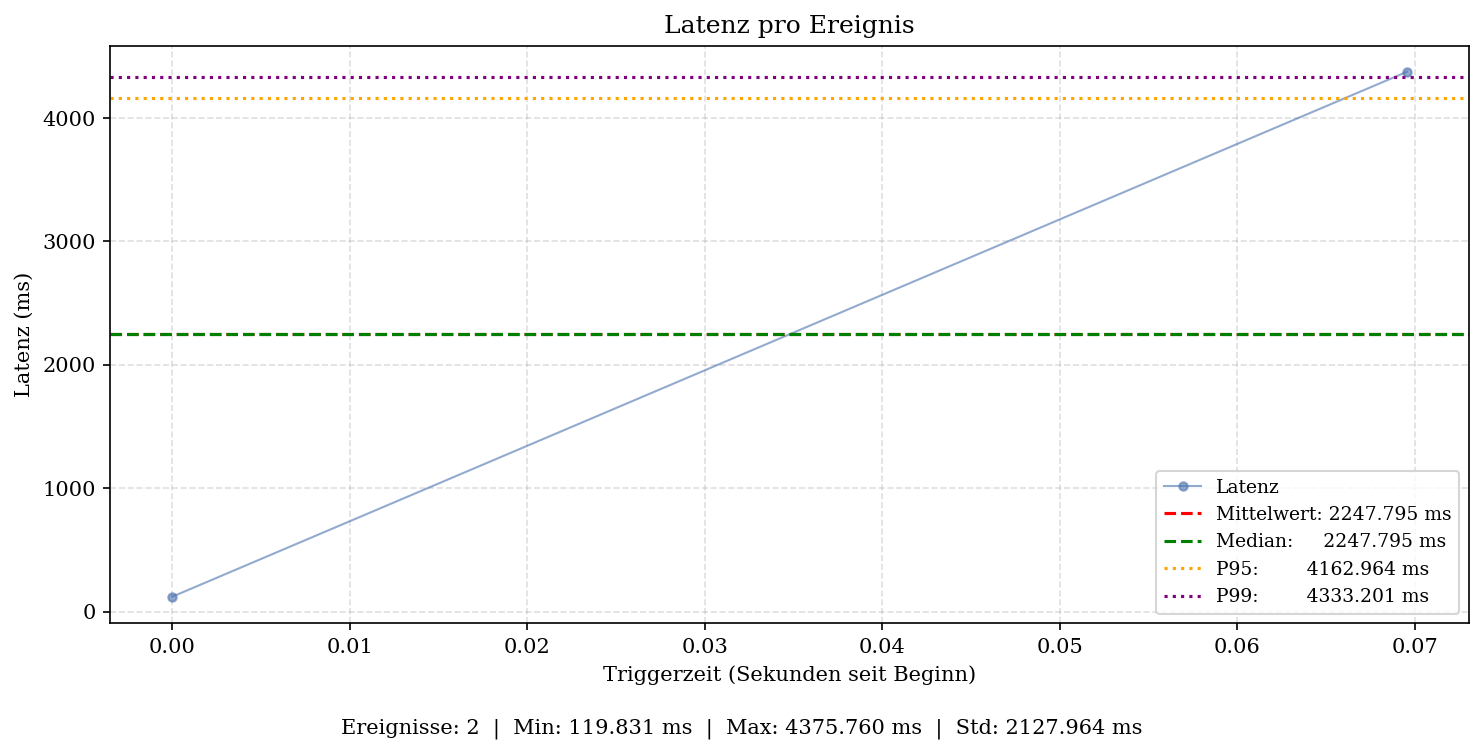 Latenz pro Ereignis
Latenz (ms)
4000
3000
2000
1000
0
Latenz
Mittelwert: 2247.795 ms
Median: 2247.795 ms
P95: 4162.964 ms
P99: 4333.201 ms
0.00 0.01 0.02 0.03 0.04 0.05 0.06 0.07
Triggerzeit (Sekunden seit Beginn)
Ereignisse: 2 | Min: 119.831 ms | Max: 4375.760 ms | Std: 2127.964 ms